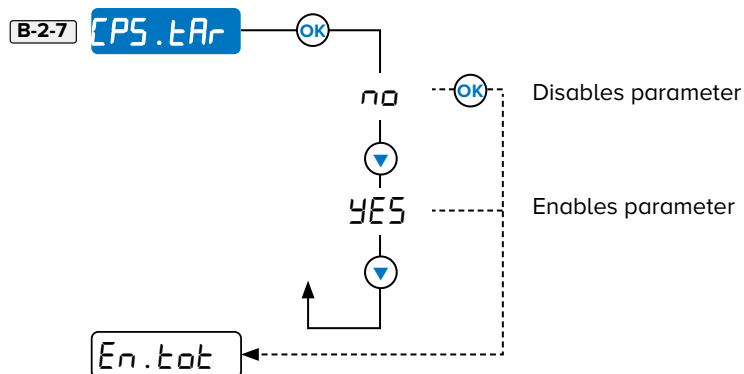 B-2-7 CPS.tAr OK
no OK Disables parameter
YES Enables parameter
En.tot